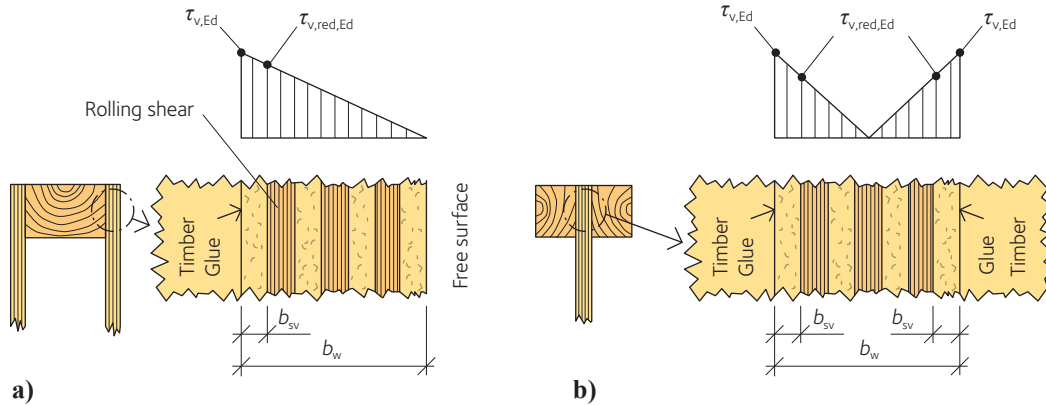 τv,Ed
τv,red,Ed
Rolling shear
Timber
Glue
Free surface
bsv
bw
a)
τv,Ed
τv,red,Ed
τv,Ed
Timber
Glue
Glue
Timber
bsv
bsv
bw
b)